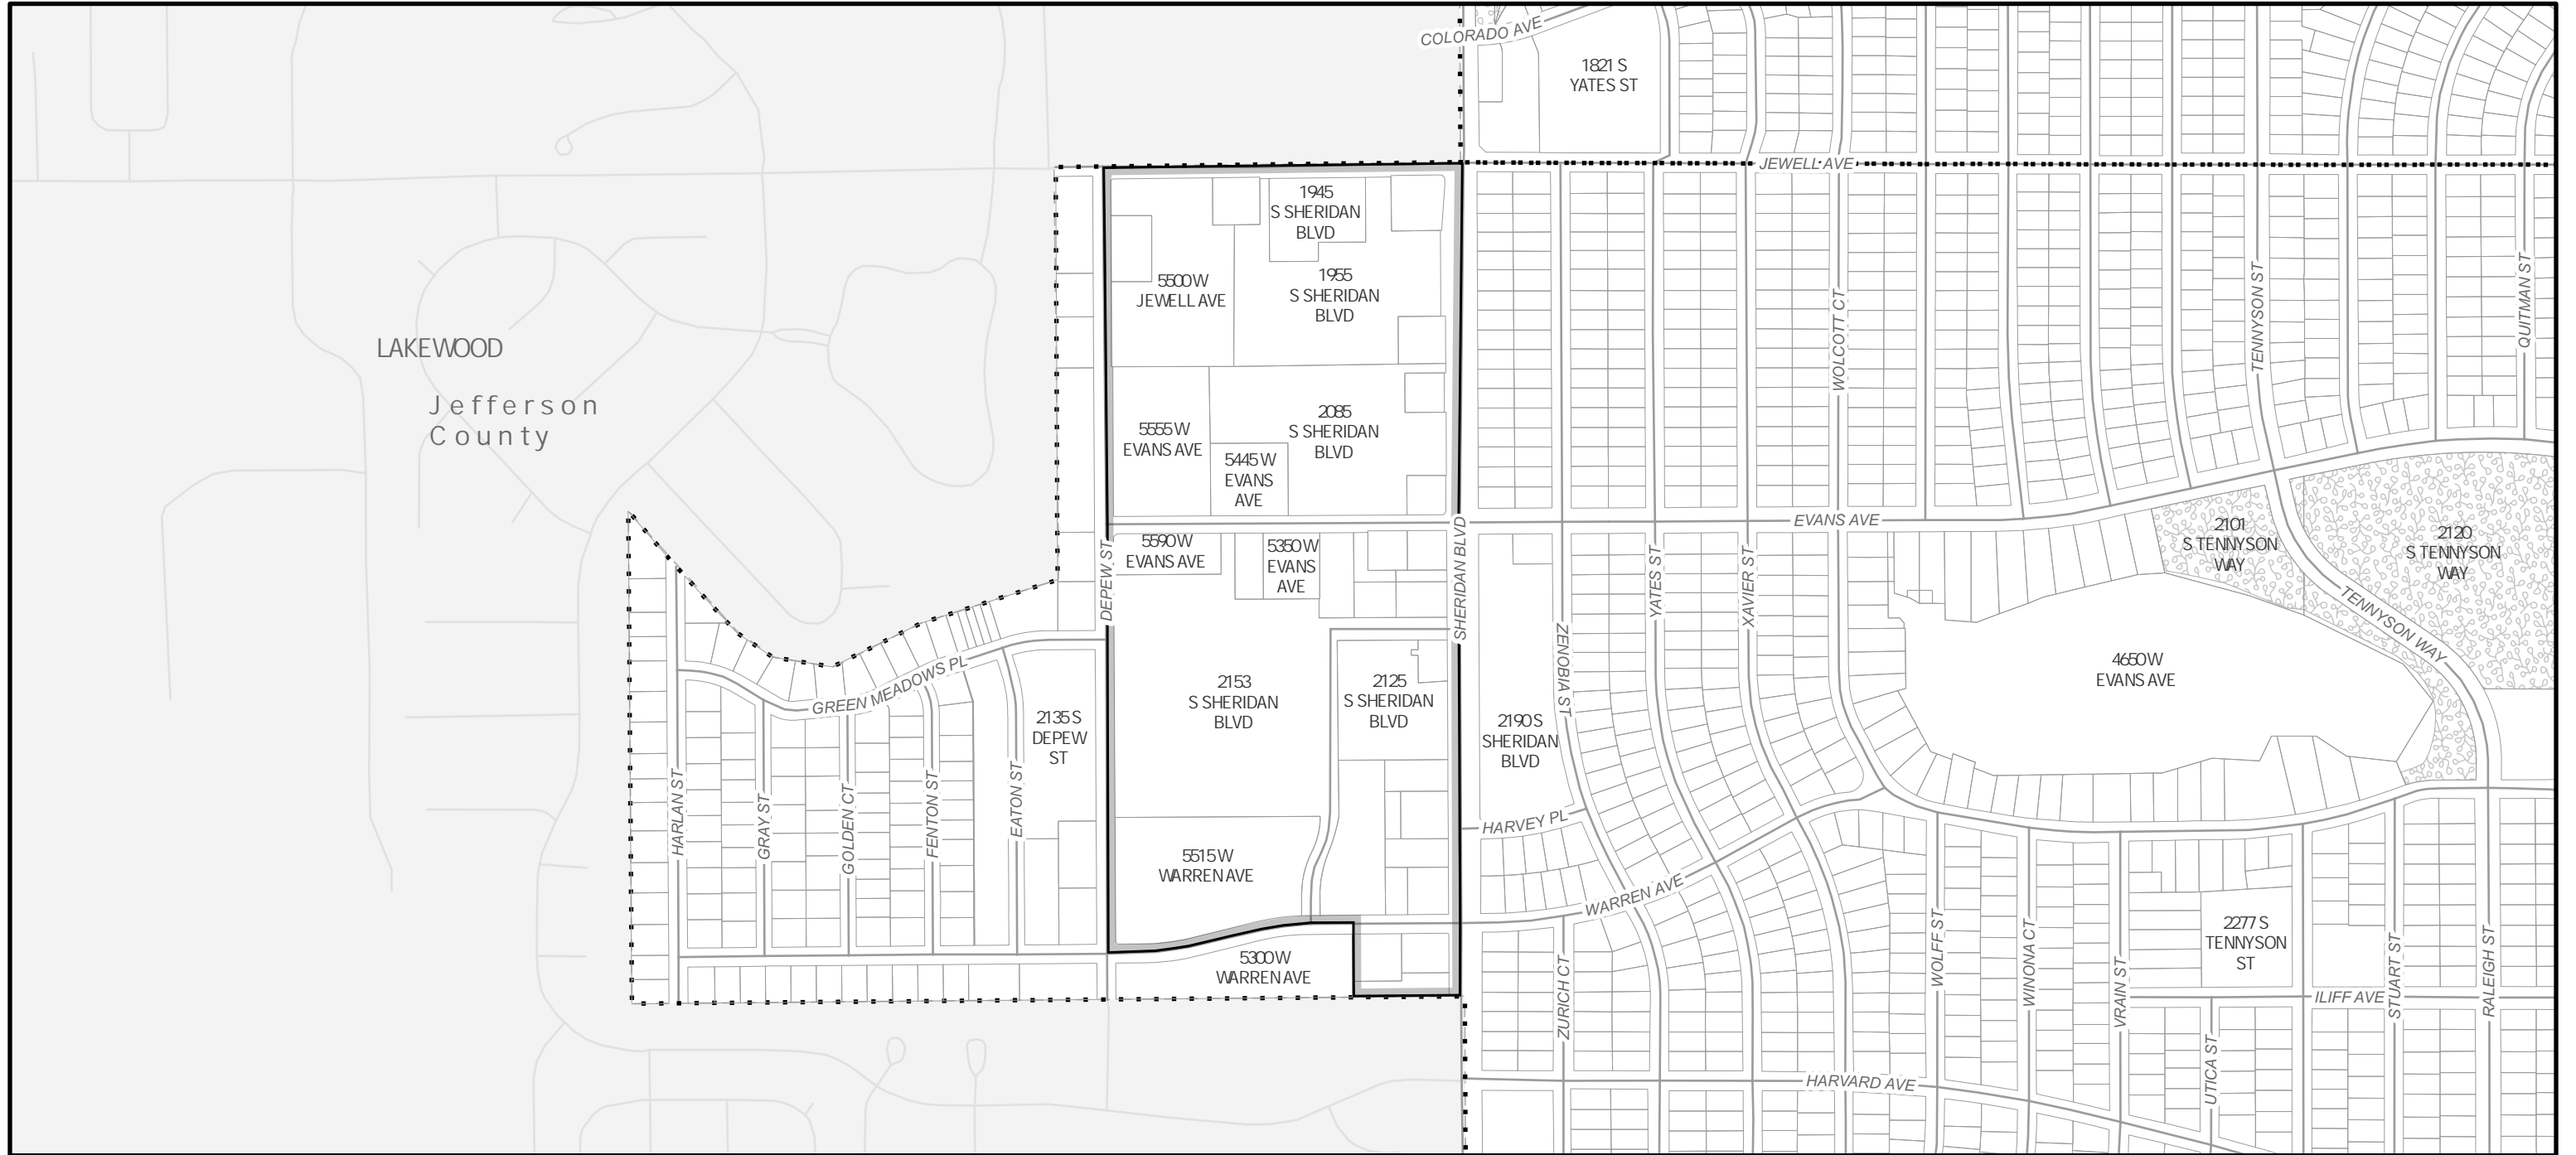 COLORADO AVE
1821 S
YATES ST
JEWELL AVE
1945
S SHERIDAN
BLVD
5500 W
JEWELL AVE
1955
S SHERIDAN
BLVD
LAKEWOOD
Jefferson
County
5555 W
EVANS AVE
2085
S SHERIDAN
BLVD
5445 W
EVANS
AVE
WOLCOTT CT
TENNYSON ST
QUITMAN ST
EVANS AVE
5590 W
EVANS AVE
5350 W
EVANS
AVE
DEPEW ST
SHERIDAN BLVD
YATES ST
XAVIER ST
ZENOBIA ST
2101
S TENNYSON
WAY
2120
S TENNYSON
WAY
TENNYSON WAY
4650 W
EVANS AVE
GREEN MEADOWS PL
2153
S SHERIDAN
BLVD
2125
S SHERIDAN
BLVD
2135 S
DEPEW
ST
2190 S
SHERIDAN
BLVD
HARLAN ST
GRAY ST
GOLDEN CT
FENTON ST
EATON ST
HARVEY PL
5515 W
WARREN AVE
WARREN AVE
5300 W
WARREN AVE
ZURICH CT
WOLFF ST
WINONA CT
VRAIN ST
2277 S
TENNYSON
ST
STUART ST
RALEIGH ST
ILIFF AVE
UTICA ST
HARVARD AVE